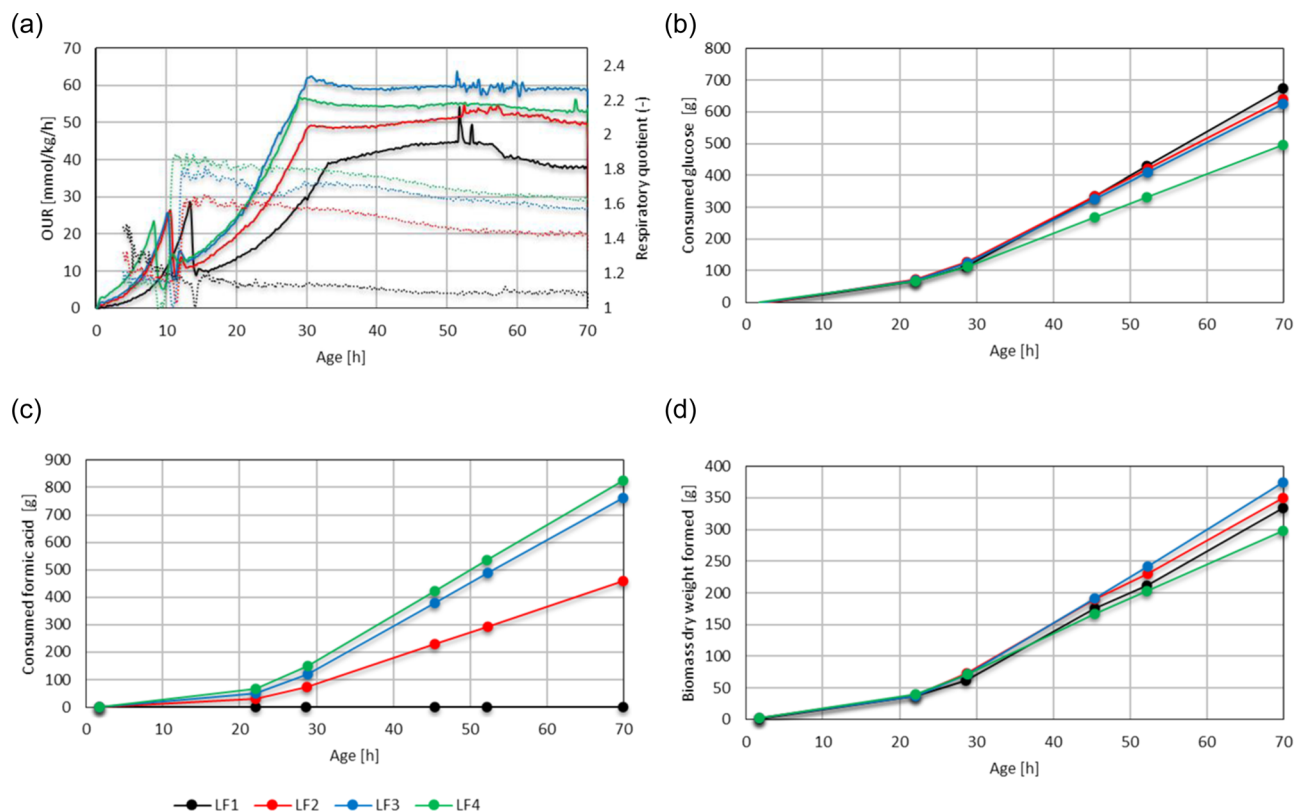 (a)
70
60
50
40
30
20
10
0
OUR [mmol/kg/h]
2.4
2.2
2
1.8
1.6
1.4
1.2
1
Respiratory quotient (-)
0 10 20 30 40 50 60 70
Age [h]
(b)
800
700
600
500
400
300
200
100
0
Consumed glucose [g]
0 10 20 30 40 50 60 70
Age [h]
(c)
900
800
700
600
500
400
300
200
100
0
Consumed formic acid [g]
0 10 20 30 40 50 60 70
Age [h]
(d)
400
350
300
250
200
150
100
50
0
Biomass dry weight formed [g]
0 10 20 30 40 50 60 70
Age [h]
LF1 LF2 LF3 LF4